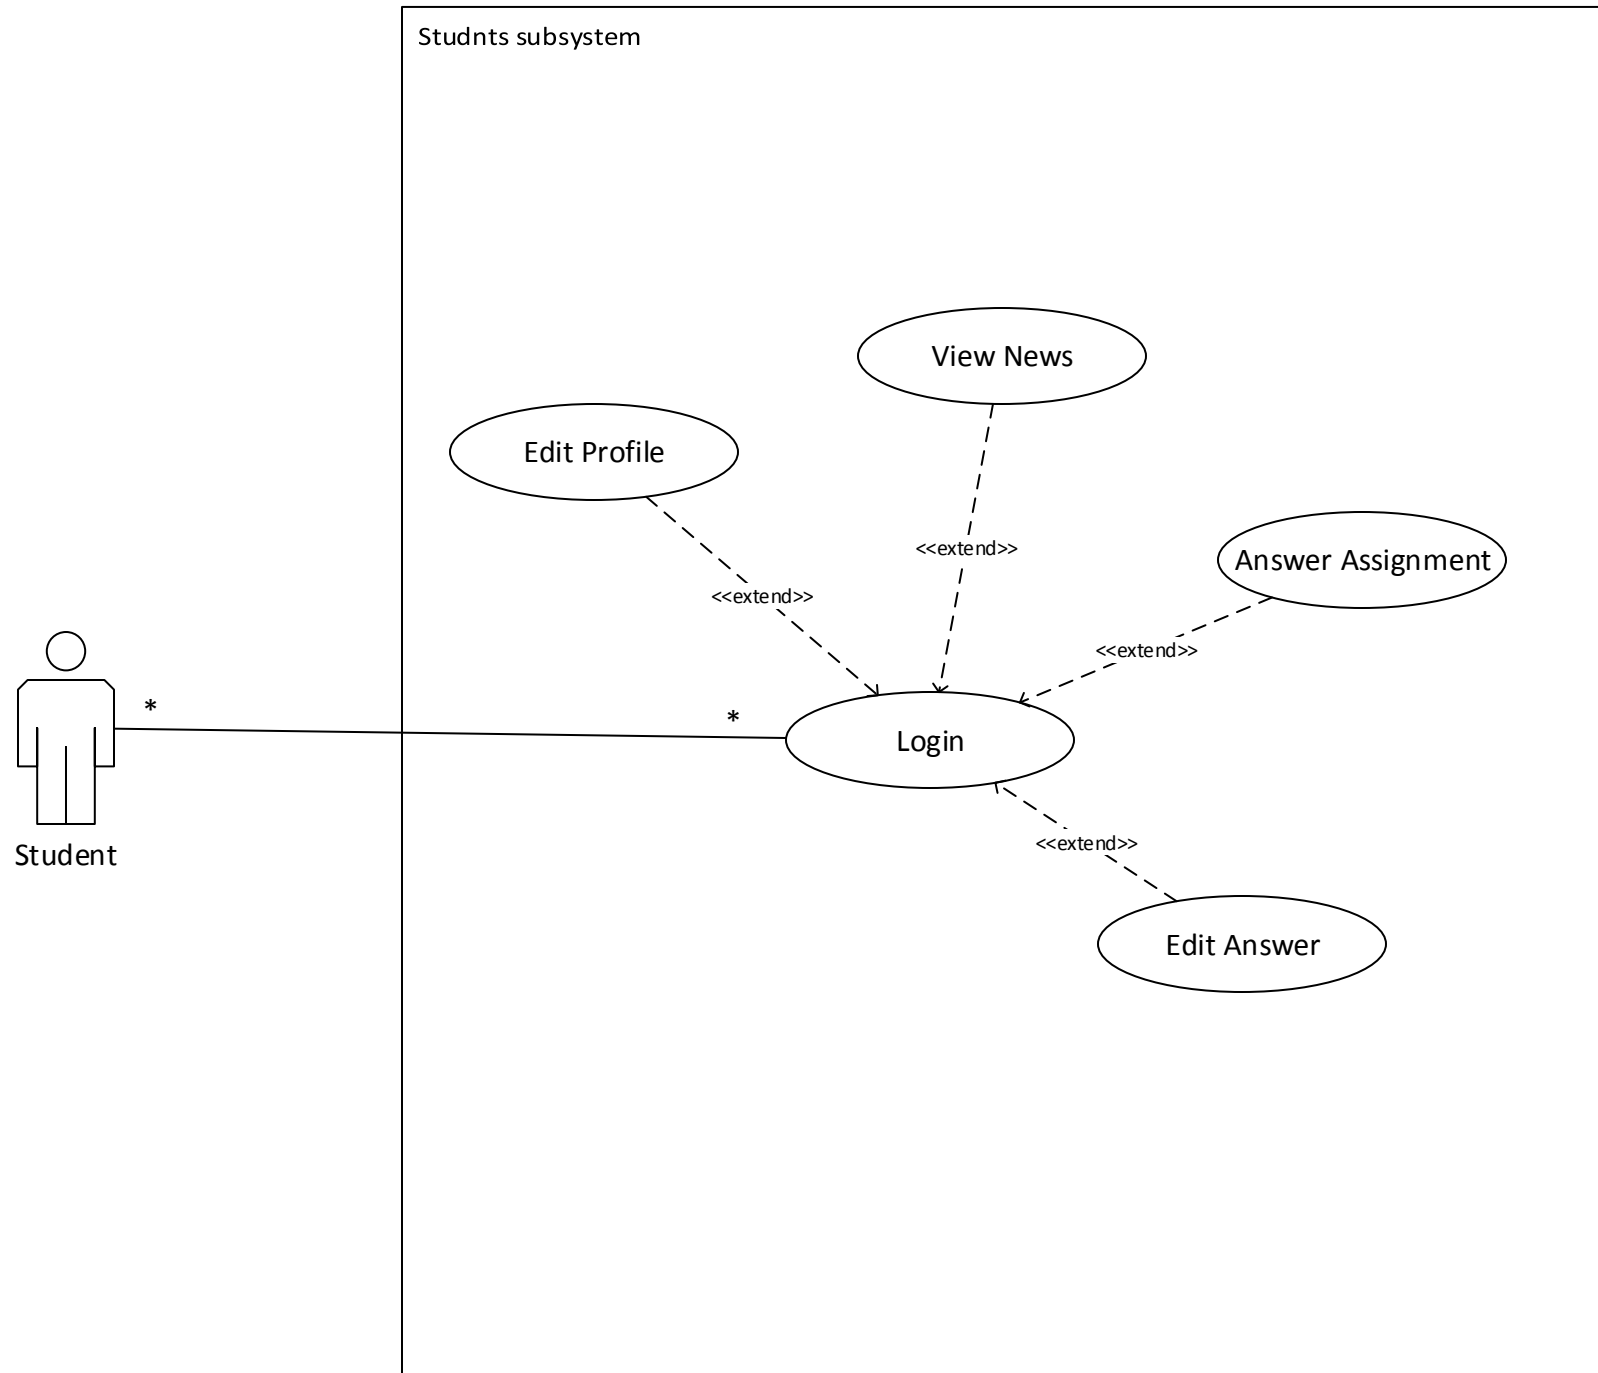 Studnts subsystem
View News
Edit Profile
<<extend>>
Answer Assignment
<<extend>>
<<extend>>
*
*
Login
<<extend>>
Student
Edit Answer